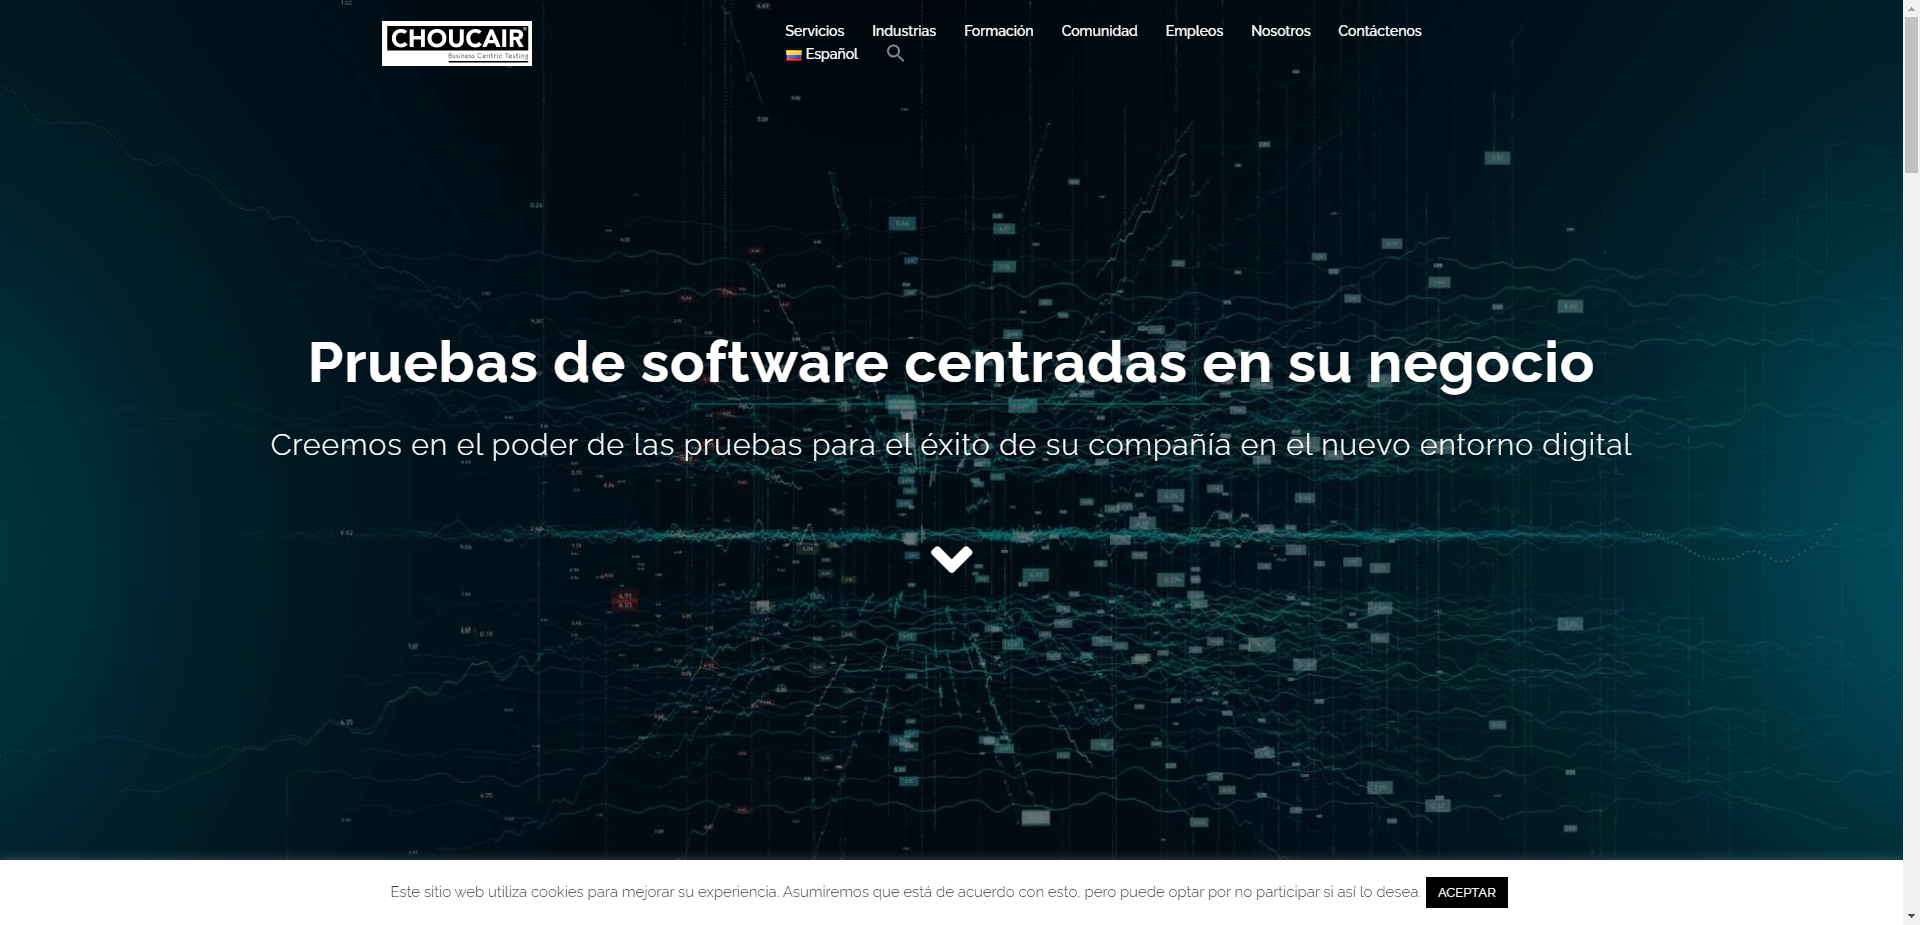 CHOUCAIR
Business Centric Testing
Servicios Industrias Formación Comunidad Empleos Nosotros Contáctenos
Español
Pruebas de software centradas en su negocio
Creemos en el poder de las pruebas para el éxito de su compañía en el nuevo entorno digital
Este sitio web utiliza cookies para mejorar su experiencia. Asumiremos que está de acuerdo con esto, pero puede optar por no participar si así lo desea. ACEPTAR